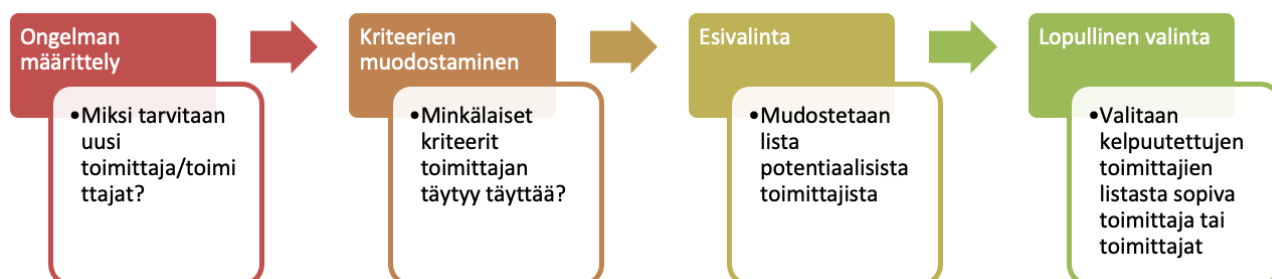 Ongelman
määrittely
•Miksi tarvitaan
uusi
toimittaja/toimi
ttajat?
Kriteerien
muodostaminen
•Minkälaiset
kriteerit
toimittajan
täytyy täyttää?
Esivalinta
•Mudostetaan
lista
potentiaalisista
toimittajista
Lopullinen valinta
•Valitaan
kelpuutettujen
toimittajien
listasta sopiva
toimittaja tai
toimittajat